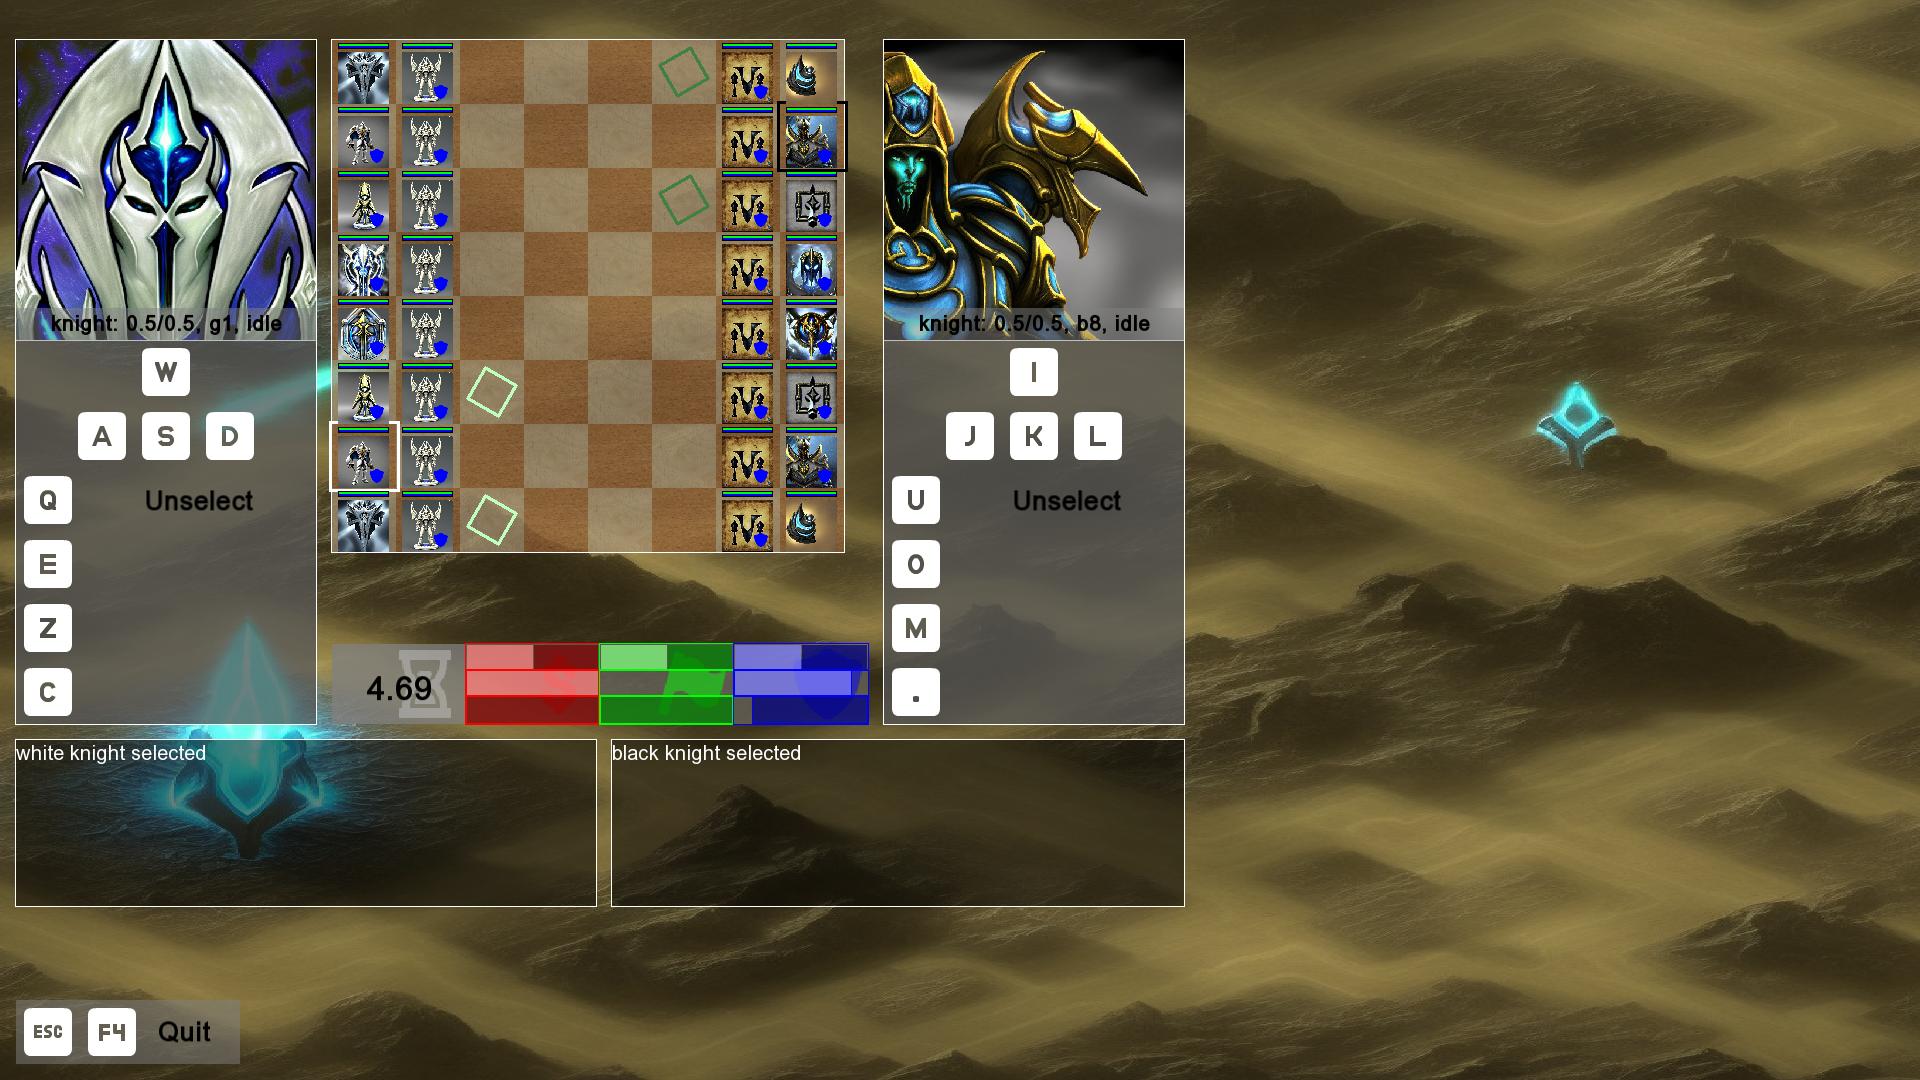 knight: 0.5/0.5, g1, idle
W
A S D
Q Unselect
E
Z
C
knight: 0.5/0.5, b8, idle
I
J K L
U Unselect
O
M
.
4.69
white knight selected
black knight selected
ESC F4 Quit